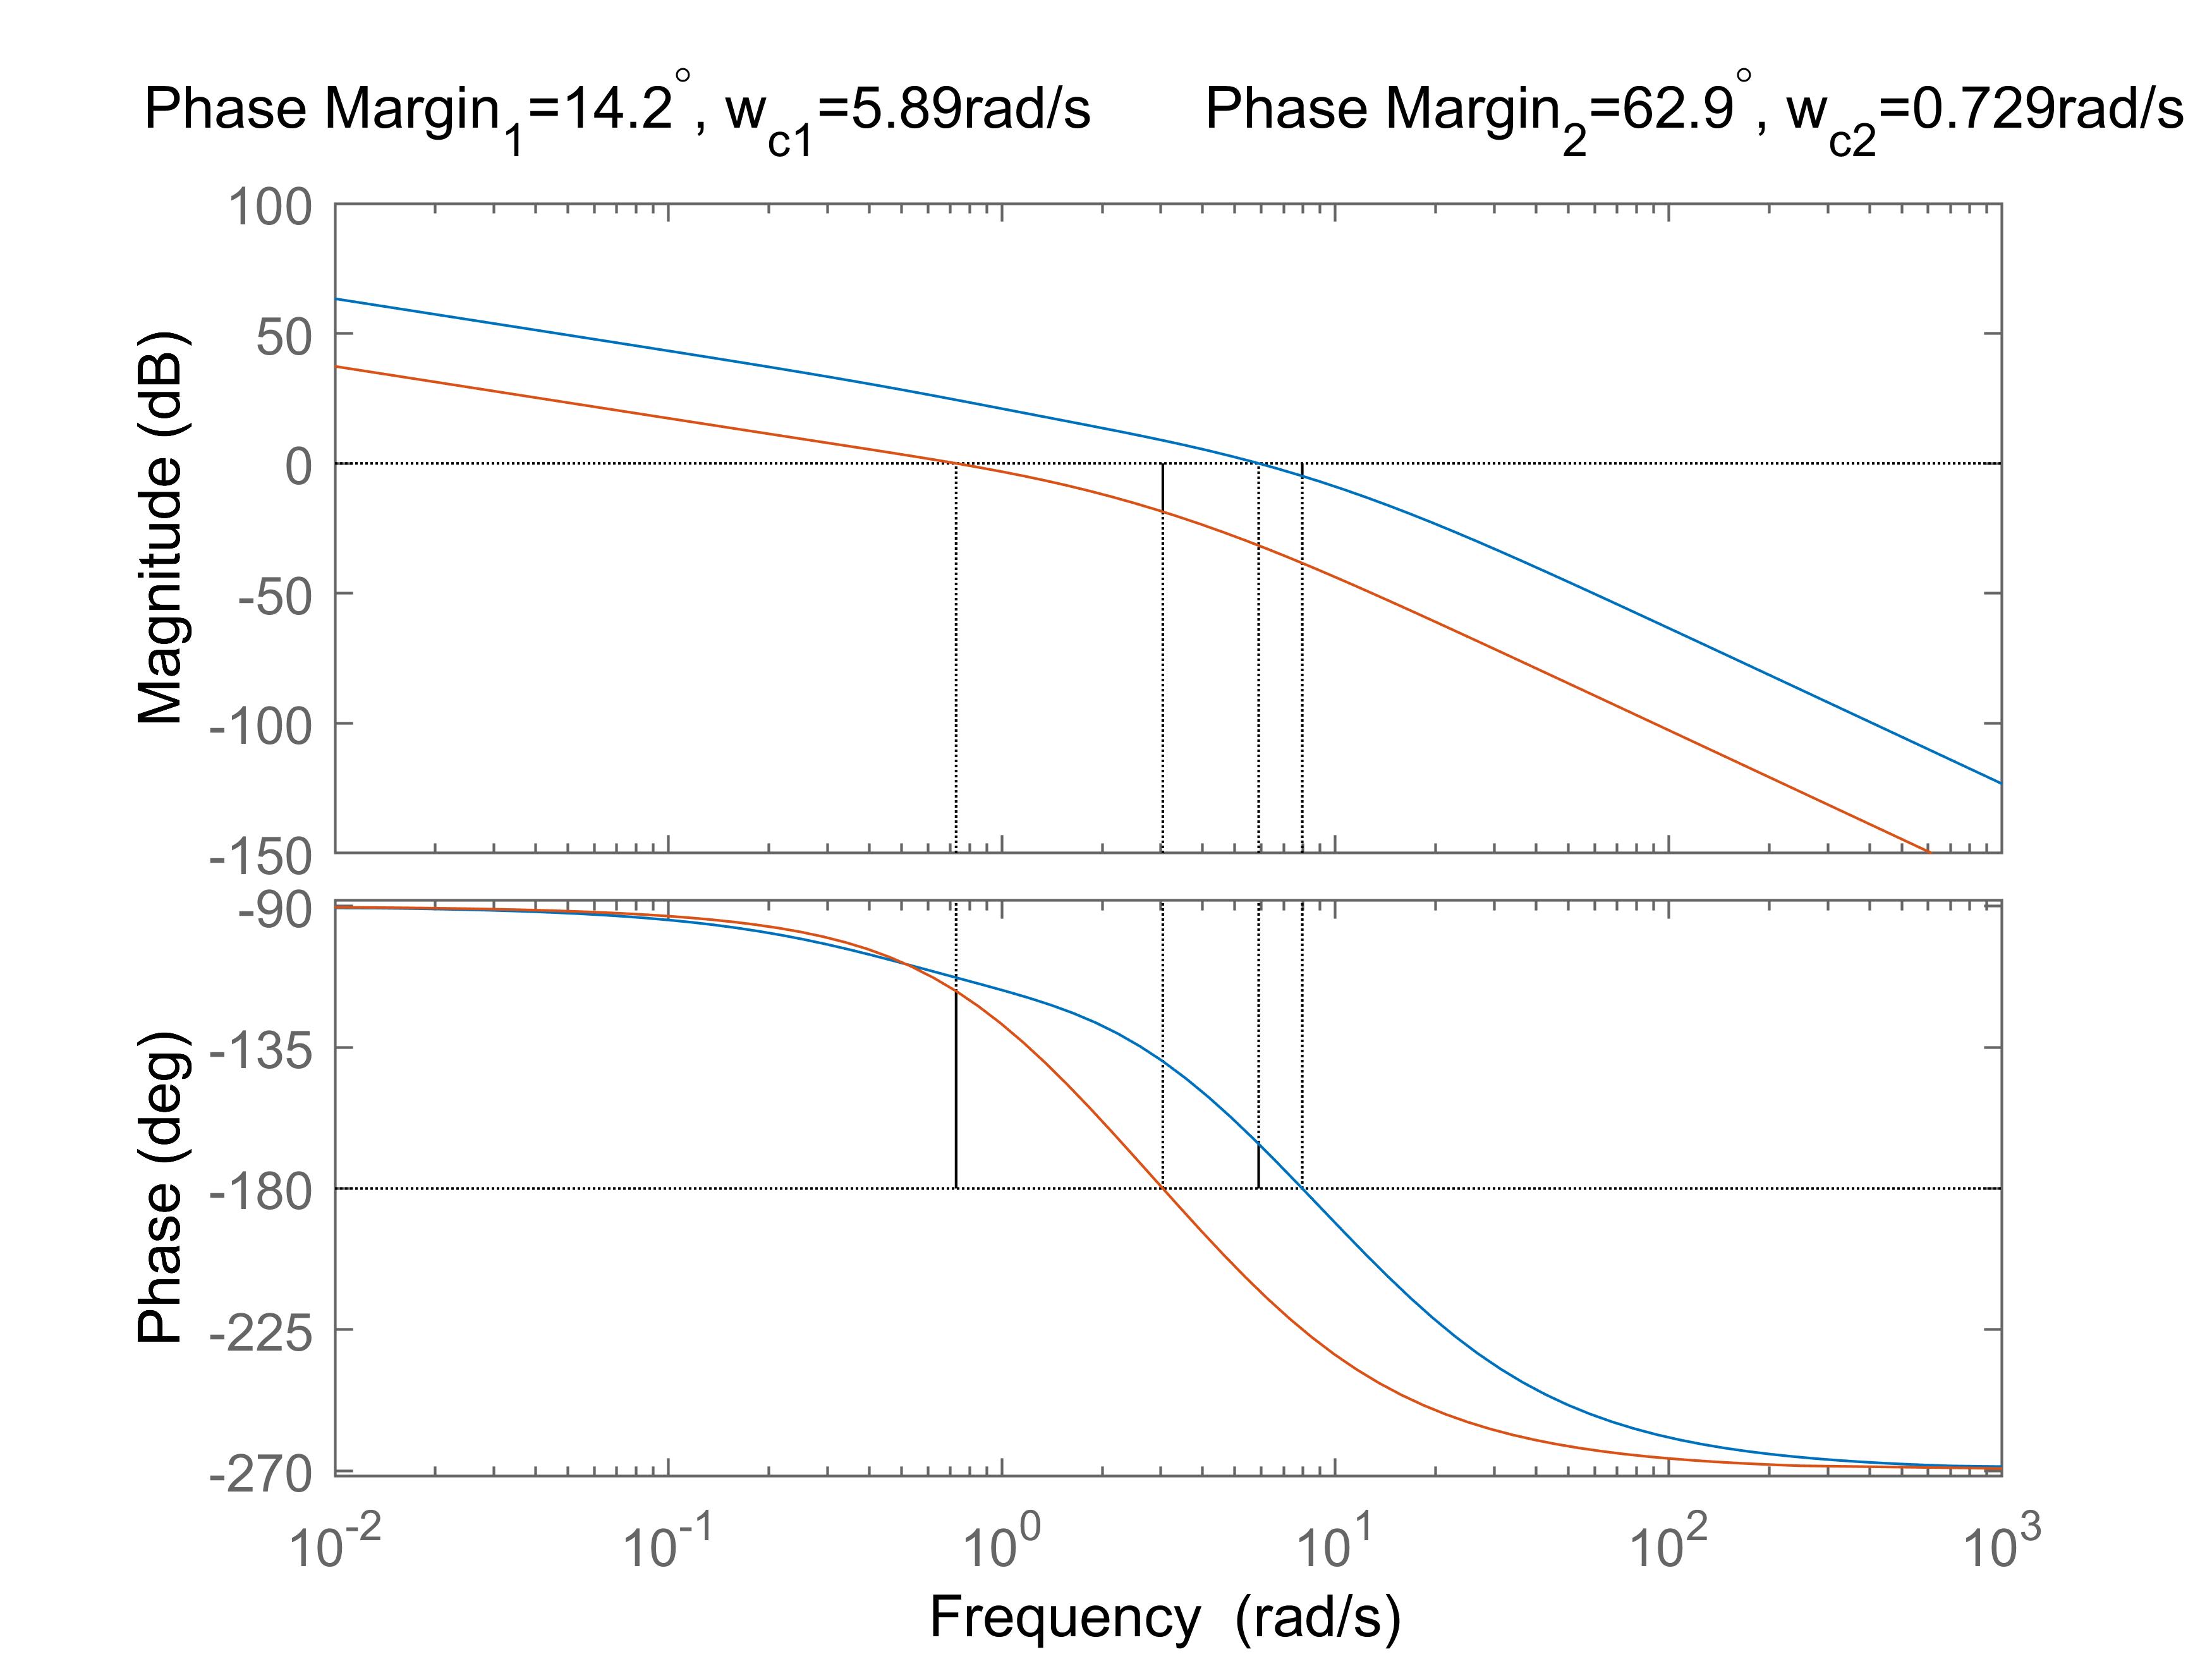 Phase Margin1=14.2°, wc1=5.89rad/s Phase Margin2=62.9°, wc2=0.729rad/s
100
50
0
-50
-100
-150
Magnitude (dB)
-90
-135
-180
-225
-270
Phase (deg)
10-2 10-1 100 101 102 103
Frequency (rad/s)